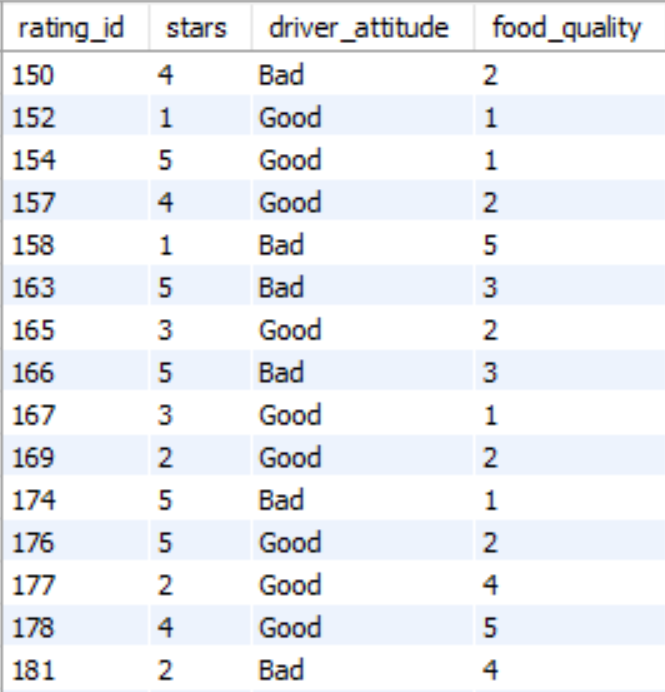 rating_id stars driver_attitude food_quality
150 4 Bad 2
152 1 Good 1
154 5 Good 1
157 4 Good 2
158 1 Bad 5
163 5 Bad 3
165 3 Good 2
166 5 Bad 3
167 3 Good 1
169 2 Good 2
174 5 Bad 1
176 5 Good 2
177 2 Good 4
178 4 Good 5
181 2 Bad 4